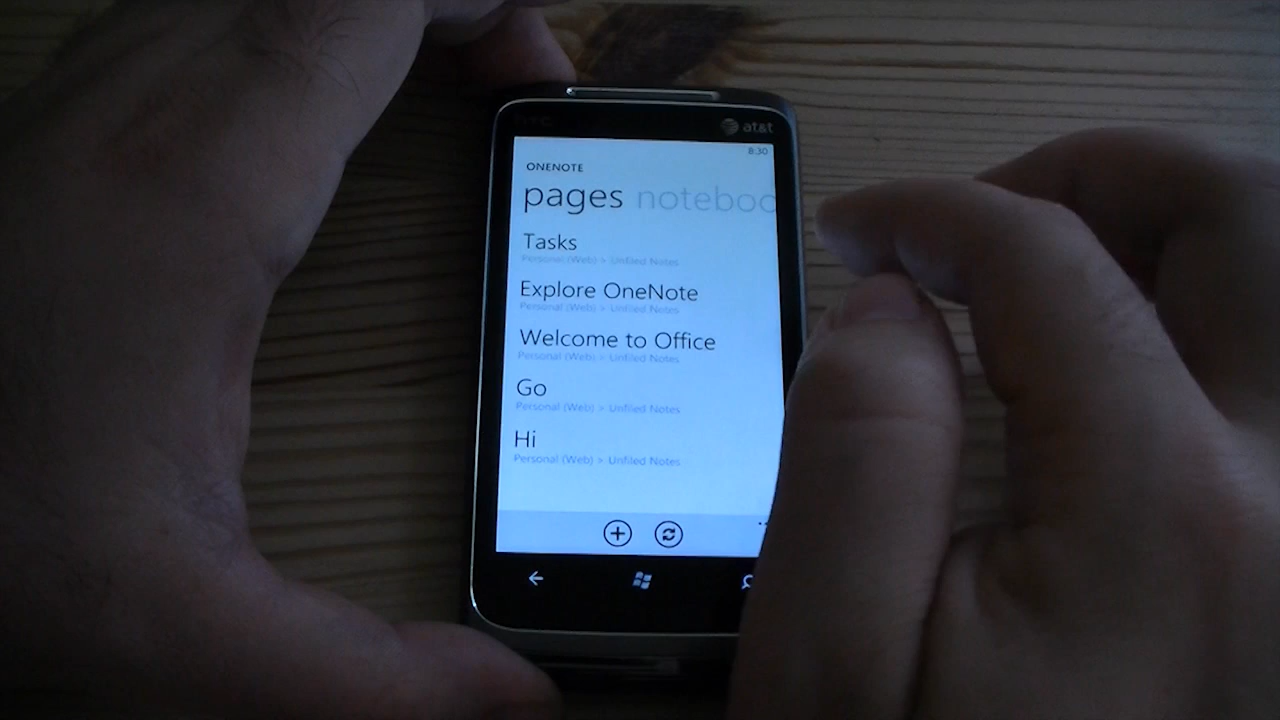 hTC
at&t
8:30
ONENOTE
pages noteboo
Tasks
Personal (Web) > Unfiled Notes
Explore OneNote
Personal (Web) > Unfiled Notes
Welcome to Office
Personal (Web) > Unfiled Notes
Go
Personal (Web) > Unfiled Notes
Hi
Personal (Web) > Unfiled Notes